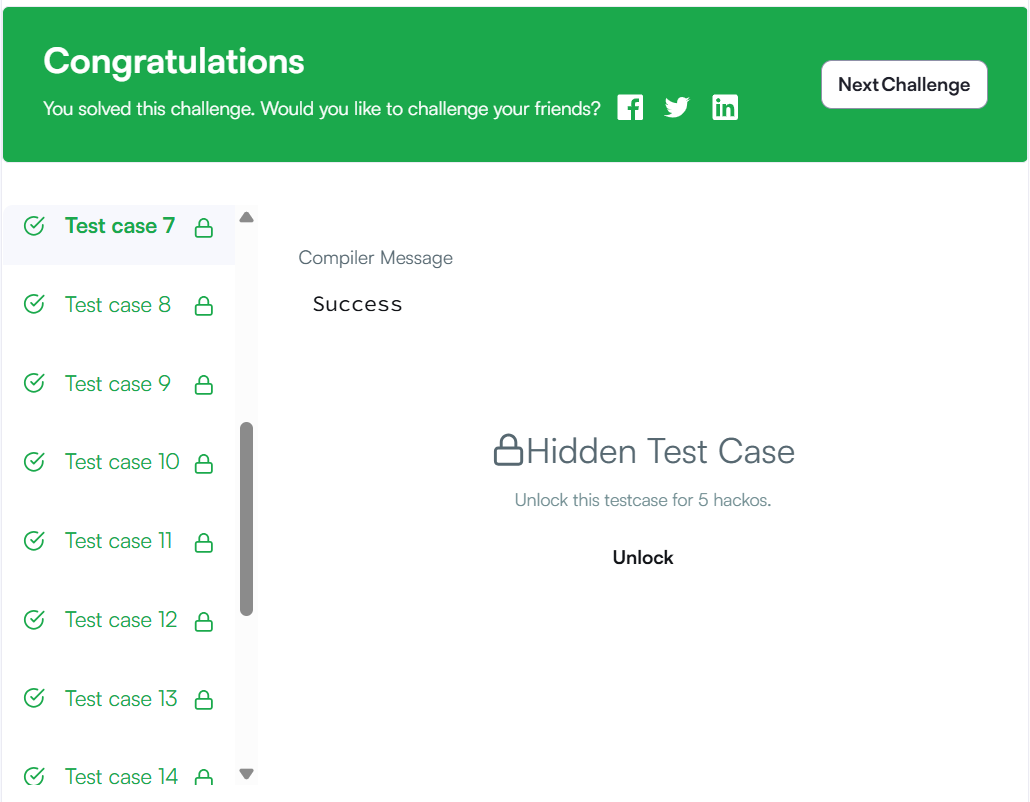 Congratulations
You solved this challenge. Would you like to challenge your friends?
Next Challenge
Test case 7
Test case 8
Test case 9
Test case 10
Test case 11
Test case 12
Test case 13
Test case 14
Compiler Message
Success
Hidden Test Case
Unlock this testcase for 5 hackos.
Unlock